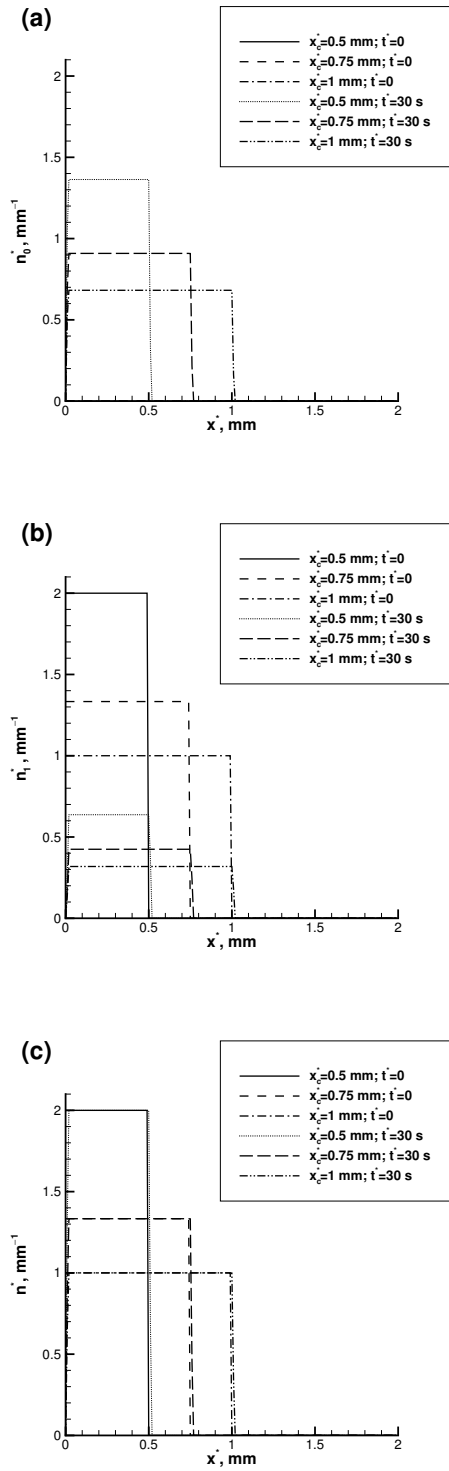 (a)
x*c=0.5 mm; t*=0
x*c=0.75 mm; t*=0
x*c=1 mm; t*=0
x*c=0.5 mm; t*=30 s
x*c=0.75 mm; t*=30 s
x*c=1 mm; t*=30 s
n*0, mm−1
2
1.5
1
0.5
0
0 0.5 1 1.5 2
x*, mm
(b)
x*c=0.5 mm; t*=0
x*c=0.75 mm; t*=0
x*c=1 mm; t*=0
x*c=0.5 mm; t*=30 s
x*c=0.75 mm; t*=30 s
x*c=1 mm; t*=30 s
n*1, mm−1
2
1.5
1
0.5
0
0 0.5 1 1.5 2
x*, mm
(c)
x*c=0.5 mm; t*=0
x*c=0.75 mm; t*=0
x*c=1 mm; t*=0
x*c=0.5 mm; t*=30 s
x*c=0.75 mm; t*=30 s
x*c=1 mm; t*=30 s
n*, mm−1
2
1.5
1
0.5
0
0 0.5 1 1.5 2
x*, mm